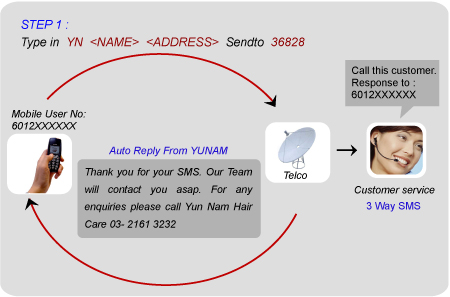 STEP 1 :
Type in YN <NAME> <ADDRESS> Sendto 36828
Call this customer.
Response to :
6012XXXXXX
Mobile User No:
6012XXXXXX
Auto Reply From YUNAM
Thank you for your SMS. Our Team
will contact you asap. For any
enquiries please call Yun Nam Hair
Care 03- 2161 3232
Telco
Customer service
3 Way SMS